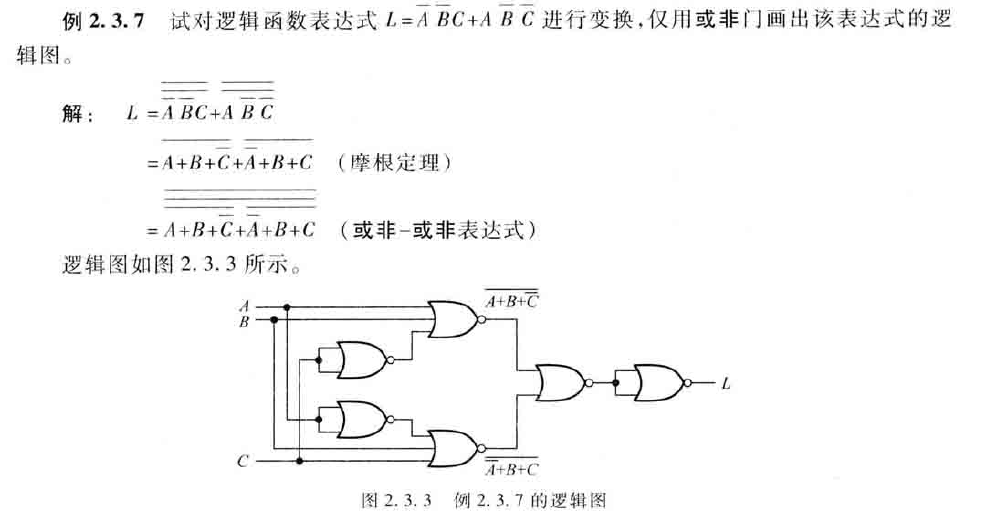 例 2.3.7 试对逻辑函数表达式 L=A̅ B̅C+A B̅ C̅ 进行变换,仅用或非门画出该表达式的逻
辑图。
解: L =\overline{\overline{\overline{A} \overline{B}C}}+\overline{\overline{A \overline{B} \overline{C}}}
=\overline{A+B+\overline{C}}+\overline{\overline{A}+B+C} (摩根定理)
=\overline{\overline{\overline{A+B+\overline{C}}+\overline{\overline{A}+B+C}}} (或非-或非表达式)
逻辑图如图 2.3.3 所示。
A
\overline{A+B+\overline{C}}
B
L
C
\overline{\overline{A}+B+C}
图 2.3.3 例 2.3.7 的逻辑图